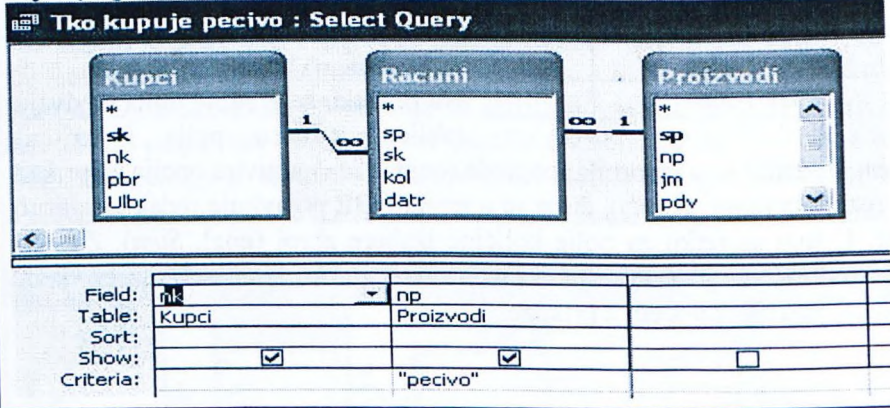 Tko kupuje pecivo : Select Query
Kupci
*
sk
nk
pbr
Ulbr
1
∞
Racuni
*
sp
sk
kol
datr
∞
1
Proizvodi
*
sp
np
jm
pdv
Field: nk np
Table: Kupci Proizvodi
Sort:
Show:
Criteria: "pecivo"